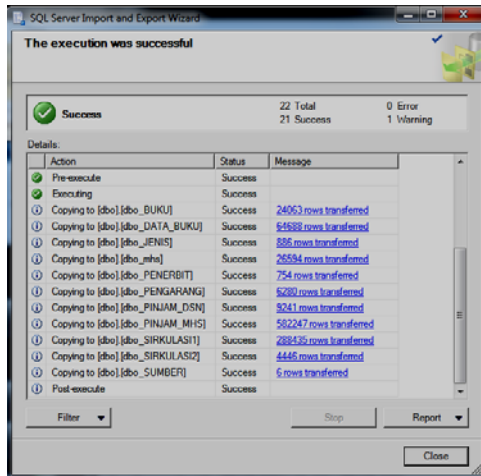 SQL Server Import and Export Wizard
The execution was successful
Success
22 Total
0 Error
21 Success
1 Warning
Details:
Action Status Message
Pre-execute Success
Executing Success
Copying to [dbo].[dbo_BUKU] Success 24063 rows transferred
Copying to [dbo].[dbo_DATA_BUKU] Success 64688 rows transferred
Copying to [dbo].[dbo_JENIS] Success 886 rows transferred
Copying to [dbo].[dbo_mhs] Success 26594 rows transferred
Copying to [dbo].[dbo_PENERBIT] Success 754 rows transferred
Copying to [dbo].[dbo_PENGARANG] Success 6280 rows transferred
Copying to [dbo].[dbo_PINJAM_DSN] Success 9241 rows transferred
Copying to [dbo].[dbo_PINJAM_MHS] Success 582247 rows transferred
Copying to [dbo].[dbo_SIRKULASI1] Success 288435 rows transferred
Copying to [dbo].[dbo_SIRKULASI2] Success 4446 rows transferred
Copying to [dbo].[dbo_SUMBER] Success 6 rows transferred
Post-execute Success
Filter Stop Report
Close